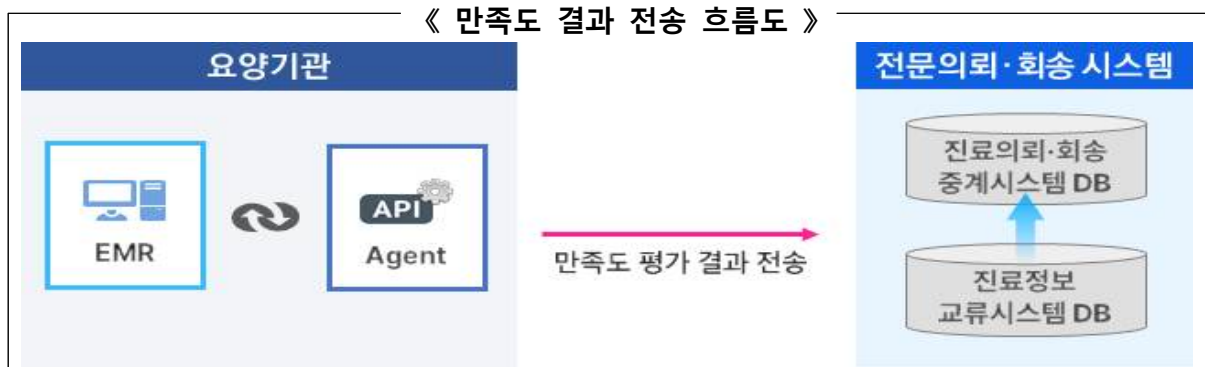 《 만족도 결과 전송 흐름도 》
요양기관
전문의뢰·회송 시스템
EMR
API
Agent
만족도 평가 결과 전송
진료의뢰·회송
중계시스템 DB
진료정보
교류시스템 DB